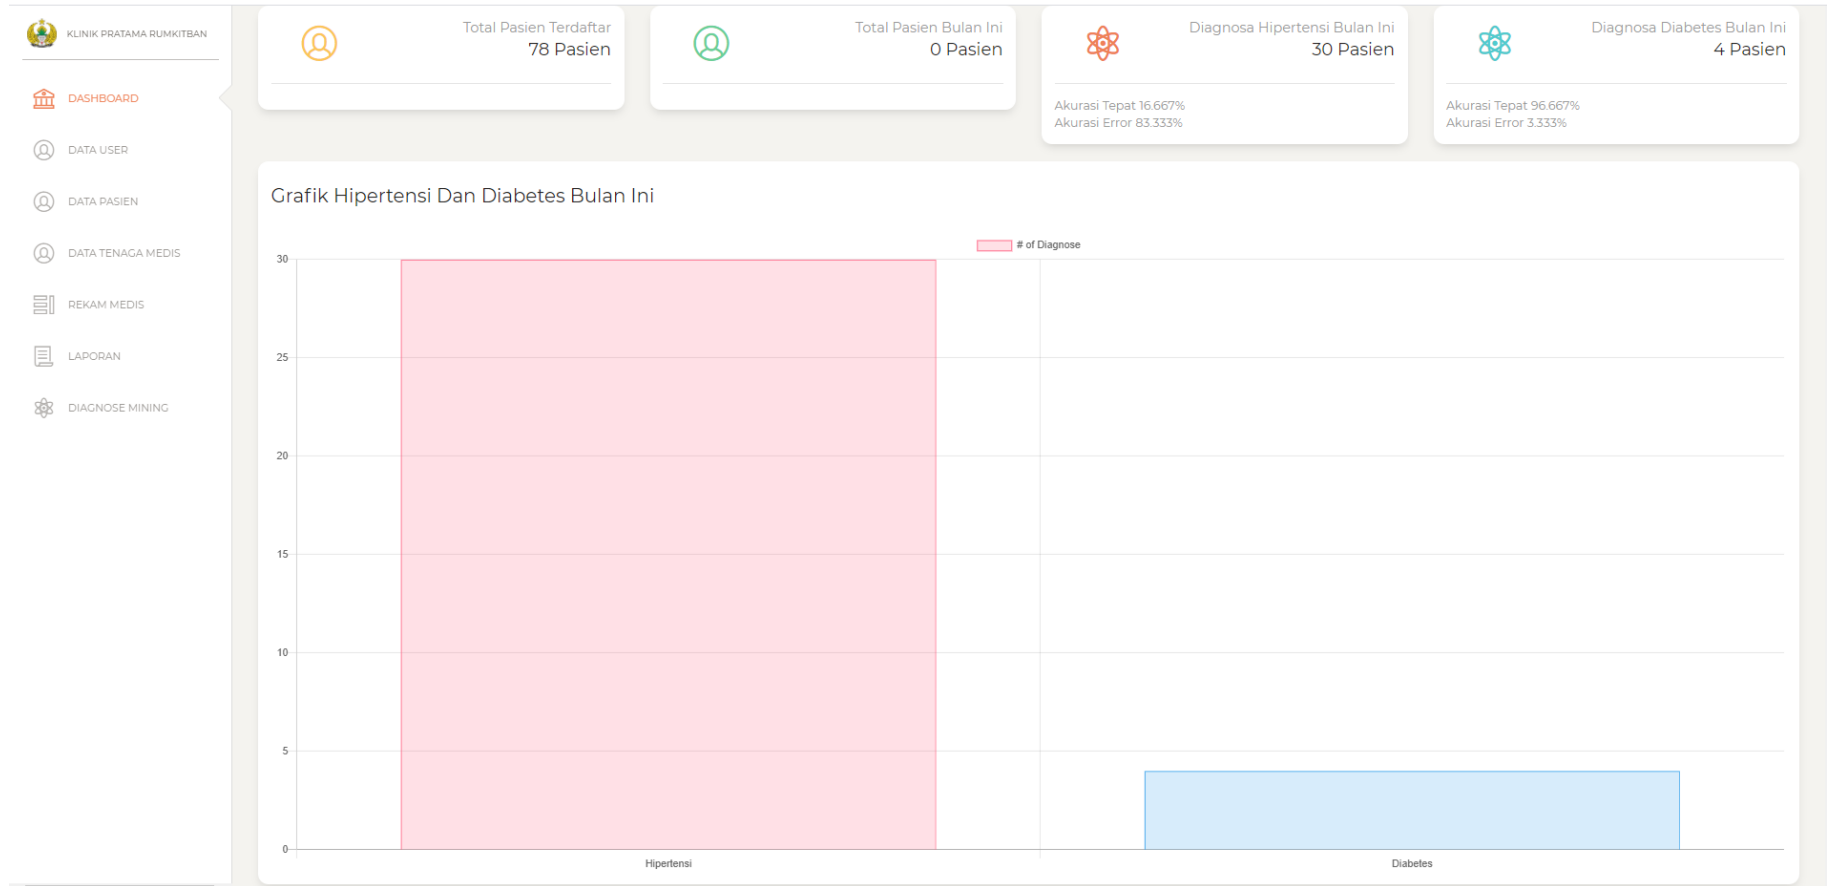 KLINIK PRATAMA RUMKITBAN
DASHBOARD
DATA USER
DATA PASIEN
DATA TENAGA MEDIS
REKAM MEDIS
LAPORAN
DIAGNOSE MINING
Total Pasien Terdaftar
78 Pasien
Total Pasien Bulan Ini
0 Pasien
Diagnosa Hipertensi Bulan Ini
30 Pasien
Akurasi Tepat 16.667%
Akurasi Error 83.333%
Diagnosa Diabetes Bulan Ini
4 Pasien
Akurasi Tepat 96.667%
Akurasi Error 3.333%
Grafik Hipertensi Dan Diabetes Bulan Ini
# of Diagnose
30
25
20
15
10
5
0
Hipertensi
Diabetes